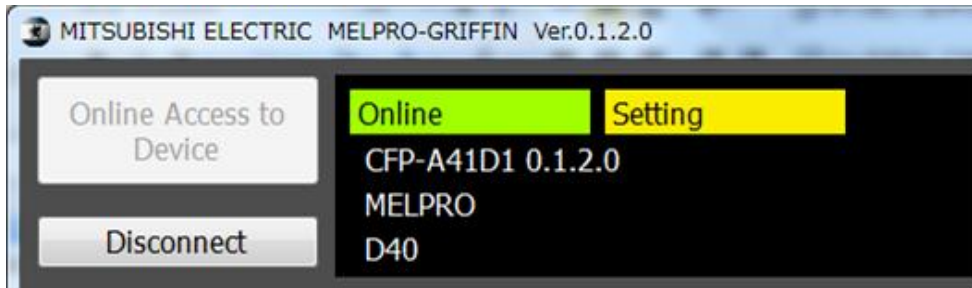 MITSUBISHI ELECTRIC MELPRO-GRIFFIN Ver.0.1.2.0
Online Access to
Device
Disconnect
Online Setting
CFP-A41D1 0.1.2.0
MELPRO
D40